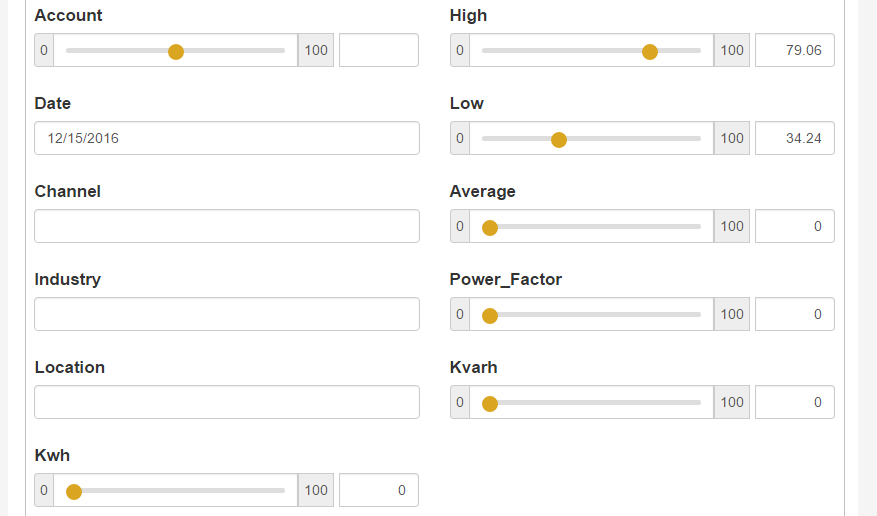 Account
0 100
Date
12/15/2016
Channel
Industry
Location
Kwh
0 100 0
High
0 100 79.06
Low
0 100 34.24
Average
0 100 0
Power_Factor
0 100 0
Kvarh
0 100 0